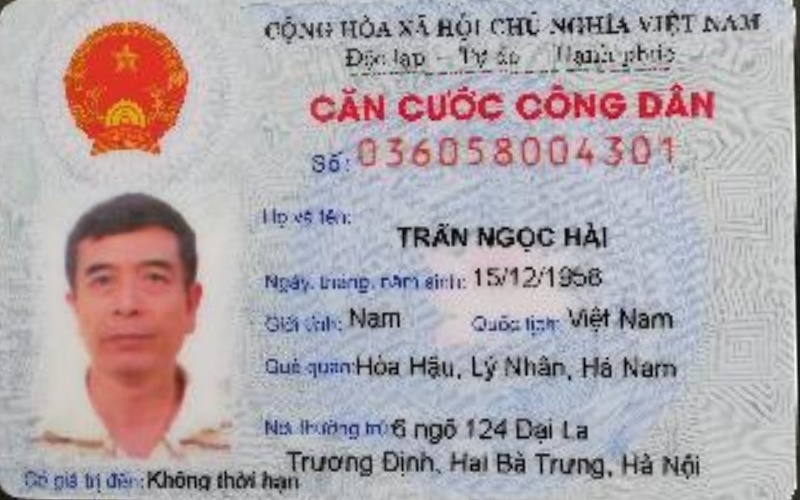 CỘNG HÒA XÃ HỘI CHỦ NGHĨA VIỆT NAM
Độc lập - Tự do - Hạnh phúc
CĂN CƯỚC CÔNG DÂN
Số: 036058004301
Họ và tên:
TRẦN NGỌC HẢI
Ngày, tháng, năm sinh: 15/12/1958
Giới tính: Nam Quốc tịch: Việt Nam
Quê quán: Hòa Hậu, Lý Nhân, Hà Nam
Nơi thường trú: 6 ngõ 124 Đại La
Trương Định, Hai Bà Trưng, Hà Nội
Có giá trị đến: Không thời hạn